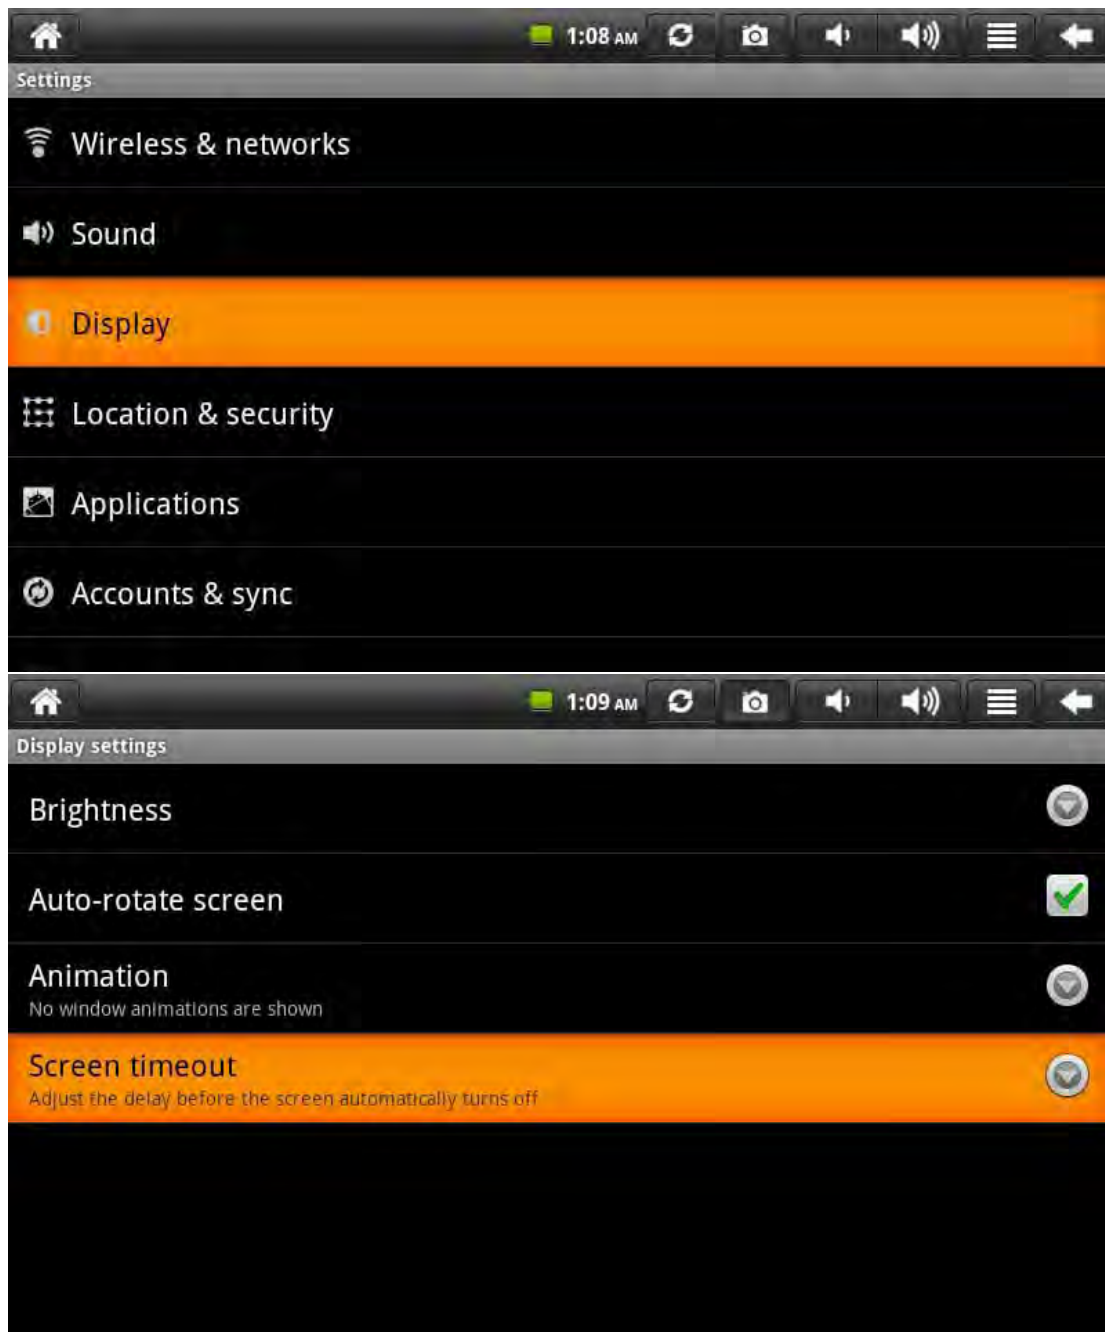 1:08 AM
Settings
Wireless & networks
Sound
Display
Location & security
Applications
Accounts & sync
1:09 AM
Display settings
Brightness
Auto-rotate screen
Animation
No window animations are shown
Screen timeout
Adjust the delay before the screen automatically turns off